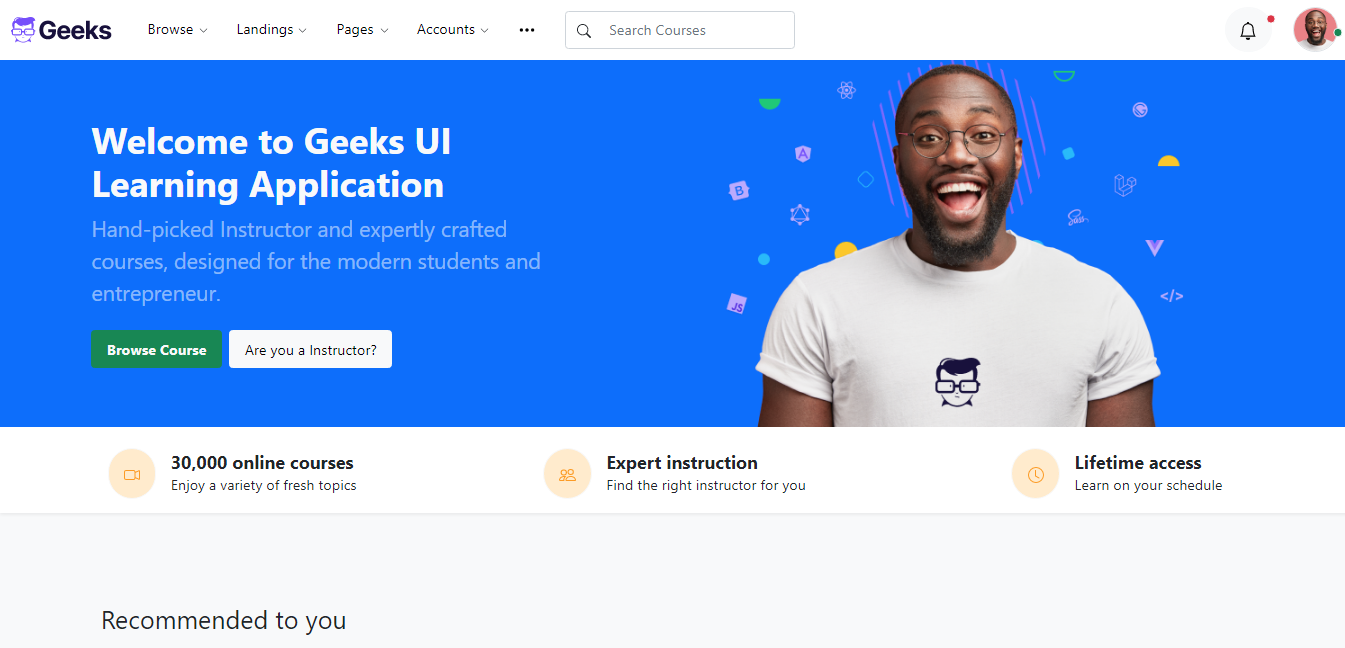 Geeks
Browse
Landings
Pages
Accounts
Search Courses
Welcome to Geeks UI
Learning Application
Hand-picked Instructor and expertly crafted
courses, designed for the modern students and
entrepreneur.
Browse Course
Are you a Instructor?
A
B
JS
Sass
</>
30,000 online courses
Enjoy a variety of fresh topics
Expert instruction
Find the right instructor for you
Lifetime access
Learn on your schedule
Recommended to you